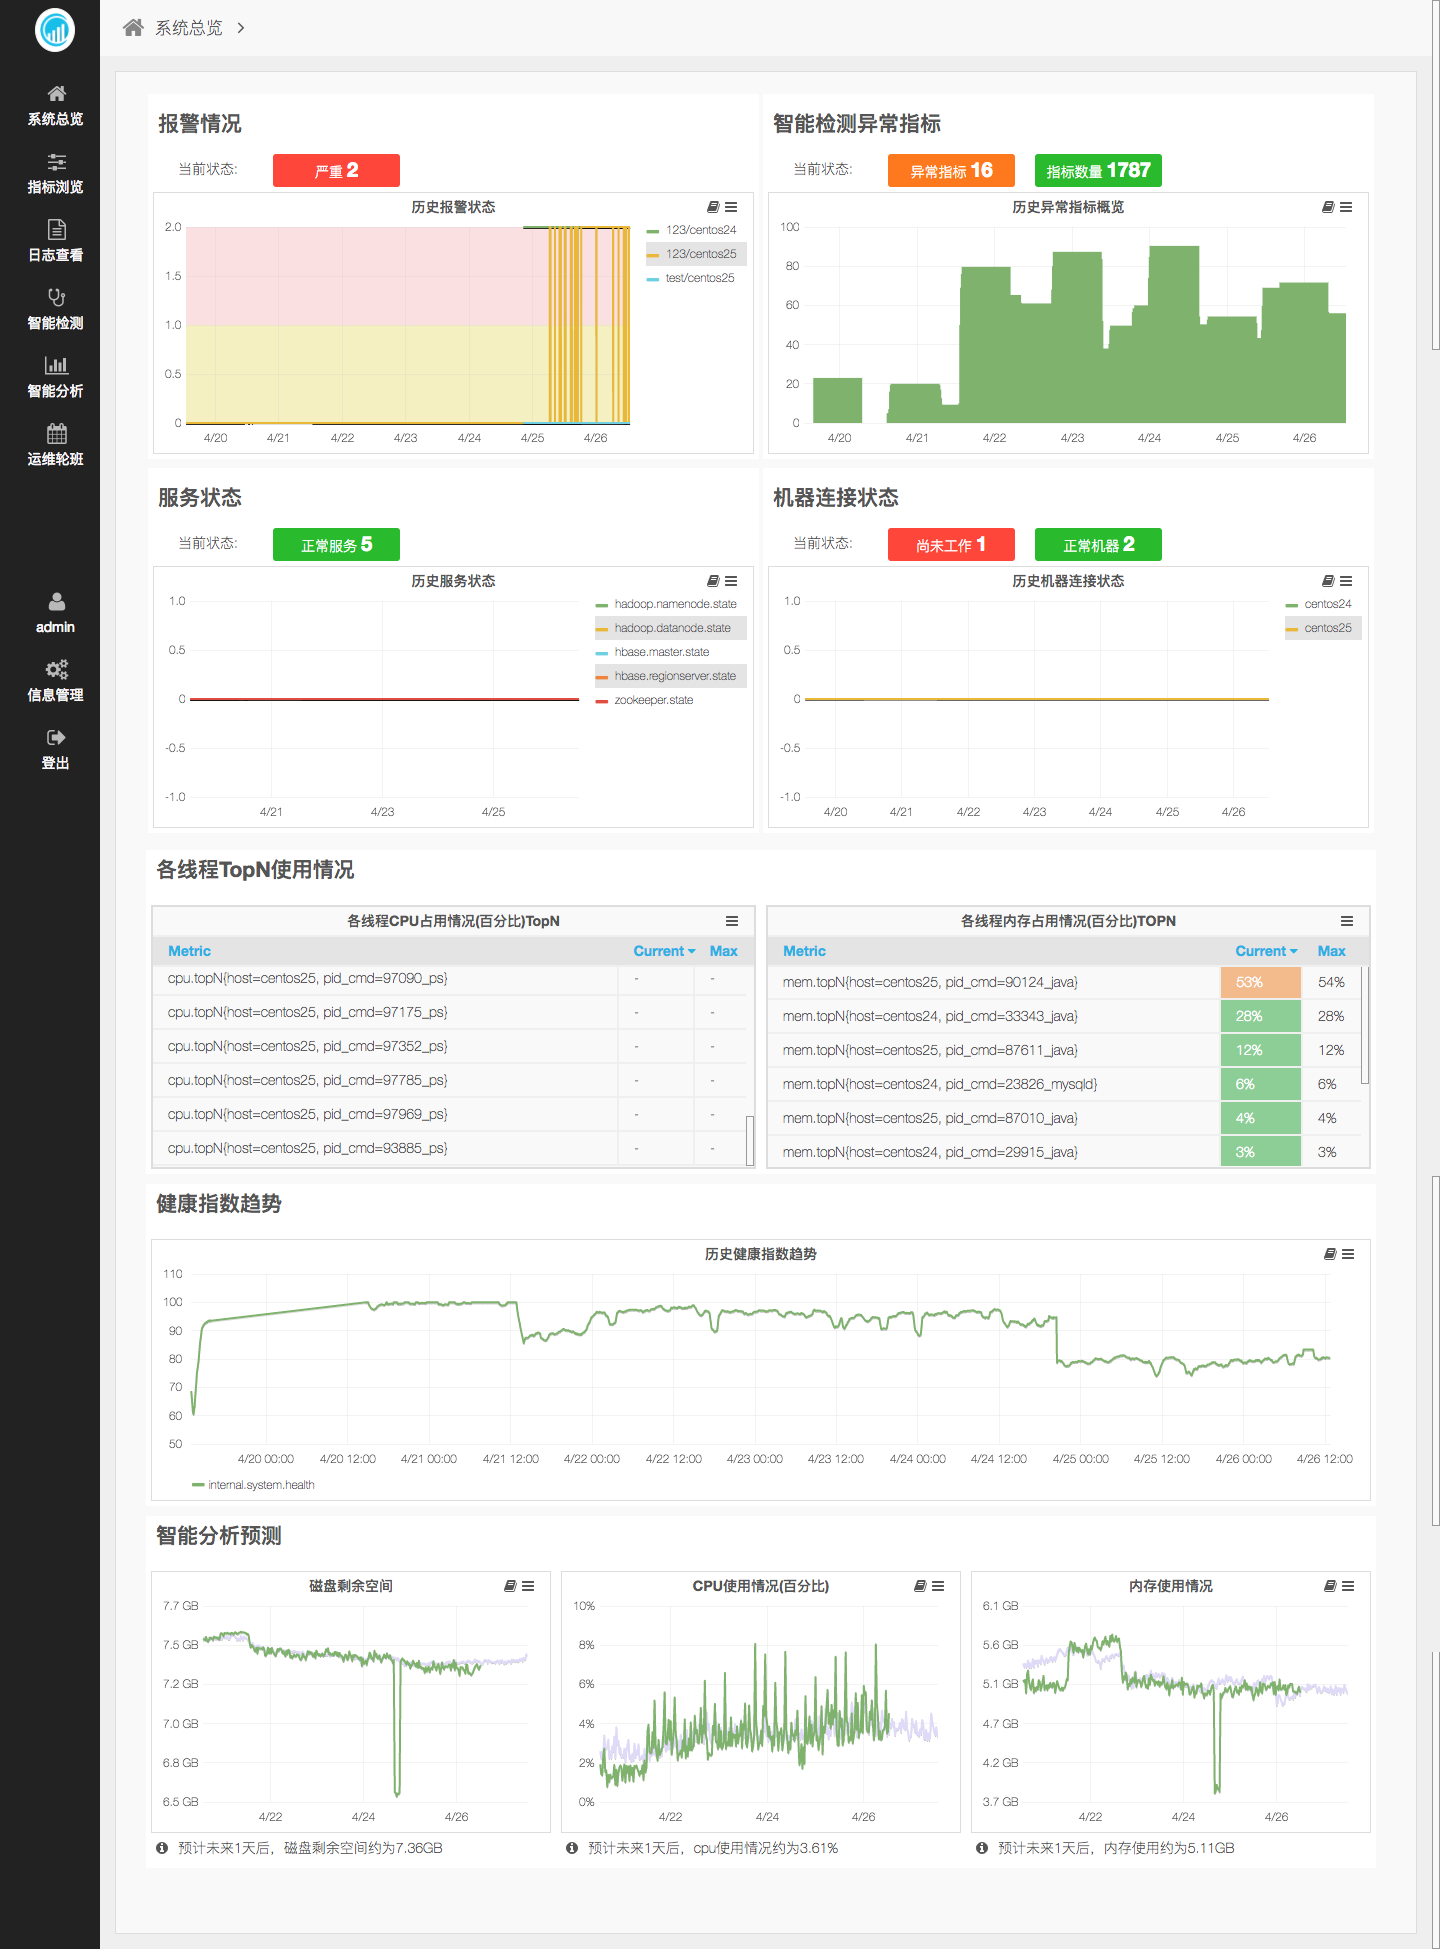 系统总览
系统总览
指标浏览
日志查看
智能检测
智能分析
运维轮班
admin
信息管理
登出
报警情况
当前状态:
严重 2
历史报警状态
2.0
1.5
1.0
0.5
0
4/20 4/21 4/22 4/23 4/24 4/25 4/26
123/centos24
123/centos25
test/centos25
智能检测异常指标
当前状态:
异常指标 16
指标数量 1787
历史异常指标概览
100
80
60
40
20
0
4/20 4/21 4/22 4/23 4/24 4/25 4/26
服务状态
当前状态:
正常服务 5
历史服务状态
1.0
0.5
0
-0.5
-1.0
4/21 4/23 4/25
hadoop.namenode.state
hadoop.datanode.state
hbase.master.state
hbase.regionserver.state
zookeeper.state
机器连接状态
当前状态:
尚未工作 1
正常机器 2
历史机器连接状态
1.0
0.5
0
-0.5
-1.0
4/20 4/21 4/22 4/23 4/24 4/25 4/26
centos24
centos25
各线程TopN使用情况
各线程CPU占用情况(百分比)TopN
Metric Current Max
cpu.topN{host=centos25, pid_cmd=97090_ps} - -
cpu.topN{host=centos25, pid_cmd=97175_ps} - -
cpu.topN{host=centos25, pid_cmd=97352_ps} - -
cpu.topN{host=centos25, pid_cmd=97785_ps} - -
cpu.topN{host=centos25, pid_cmd=97969_ps} - -
cpu.topN{host=centos25, pid_cmd=93885_ps} - -
各线程内存占用情况(百分比)TOPN
Metric Current Max
mem.topN{host=centos25, pid_cmd=90124_java} 53% 54%
mem.topN{host=centos24, pid_cmd=33343_java} 28% 28%
mem.topN{host=centos25, pid_cmd=87611_java} 12% 12%
mem.topN{host=centos24, pid_cmd=23826_mysqld} 6% 6%
mem.topN{host=centos25, pid_cmd=87010_java} 4% 4%
mem.topN{host=centos24, pid_cmd=29915_java} 3% 3%
健康指数趋势
历史健康指数趋势
110
100
90
80
70
60
50
4/20 00:00 4/20 12:00 4/21 00:00 4/21 12:00 4/22 00:00 4/22 12:00 4/23 00:00 4/23 12:00 4/24 00:00 4/24 12:00 4/25 00:00 4/25 12:00 4/26 00:00 4/26 12:00
internal.system.health
智能分析预测
磁盘剩余空间
7.7 GB
7.5 GB
7.2 GB
7.0 GB
6.8 GB
6.5 GB
4/22 4/24 4/26
预计未来1天后，磁盘剩余空间约为7.36GB
CPU使用情况(百分比)
10%
8%
6%
4%
2%
0%
4/22 4/24 4/26
预计未来1天后，cpu使用情况约为3.61%
内存使用情况
6.1 GB
5.6 GB
5.1 GB
4.7 GB
4.2 GB
3.7 GB
4/22 4/24 4/26
预计未来1天后，内存使用约为5.11GB